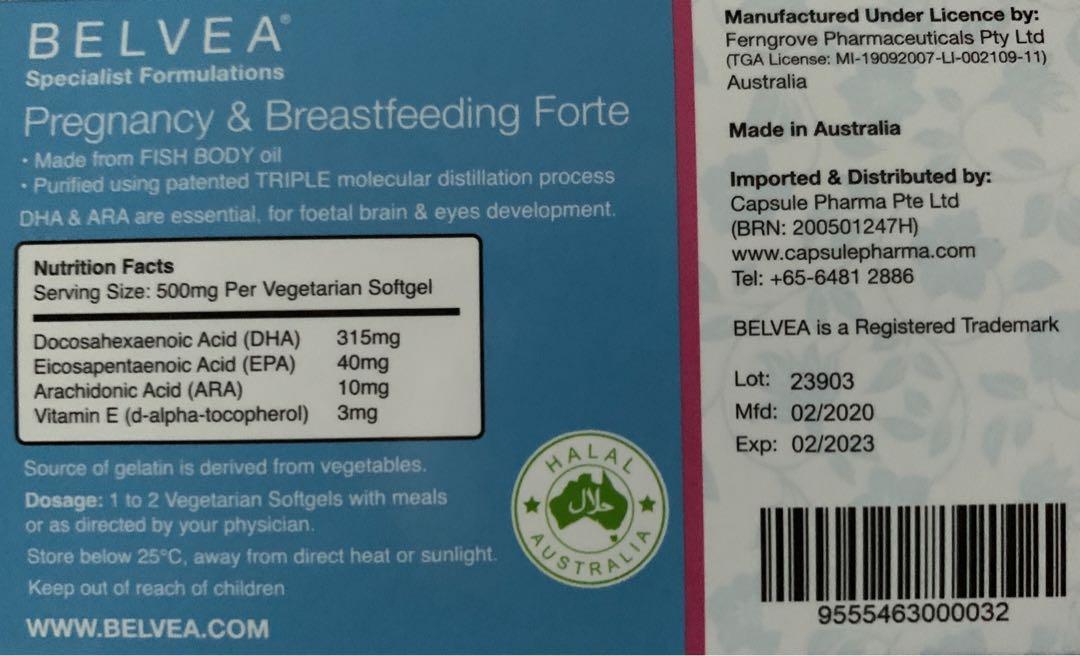 BELVEA®
Specialist Formulations
Pregnancy & Breastfeeding Forte
• Made from FISH BODY oil
• Purified using patented TRIPLE molecular distillation process
DHA & ARA are essential, for foetal brain & eyes development.
Nutrition Facts
Serving Size: 500mg Per Vegetarian Softgel
Docosahexaenoic Acid (DHA) 315mg
Eicosapentaenoic Acid (EPA) 40mg
Arachidonic Acid (ARA) 10mg
Vitamin E (d-alpha-tocopherol) 3mg
Source of gelatin is derived from vegetables.
Dosage: 1 to 2 Vegetarian Softgels with meals
or as directed by your physician.
Store below 25°C, away from direct heat or sunlight.
Keep out of reach of children
WWW.BELVEA.COM
HALAL
حلال
AUSTRALIA
Manufactured Under Licence by:
Ferngrove Pharmaceuticals Pty Ltd
(TGA License: MI-19092007-LI-002109-11)
Australia
Made in Australia
Imported & Distributed by:
Capsule Pharma Pte Ltd
(BRN: 200501247H)
www.capsulepharma.com
Tel: +65-6481 2886
BELVEA is a Registered Trademark
Lot: 23903
Mfd: 02/2020
Exp: 02/2023
9555463000032